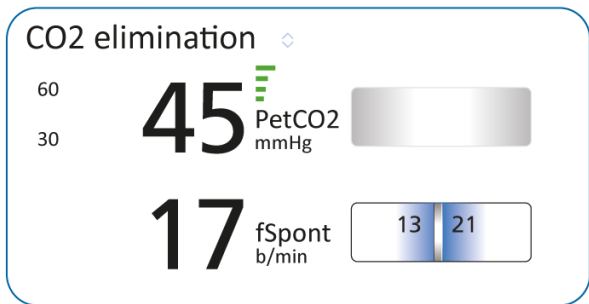 CO2 elimination
60
30
45
PetCO2
mmHg
17
fSpont
b/min
13 21